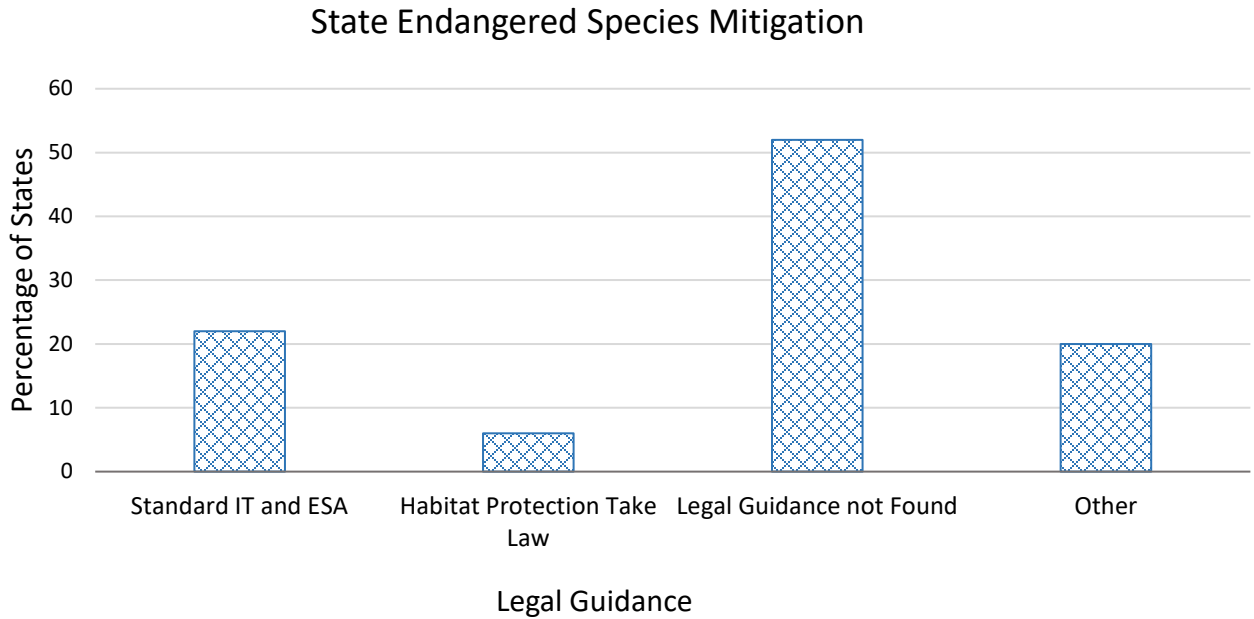 State Endangered Species Mitigation
60
50
40
30
20
10
0
Percentage of States
Standard IT and ESA
Habitat Protection Take
Law
Legal Guidance not Found
Other
Legal Guidance